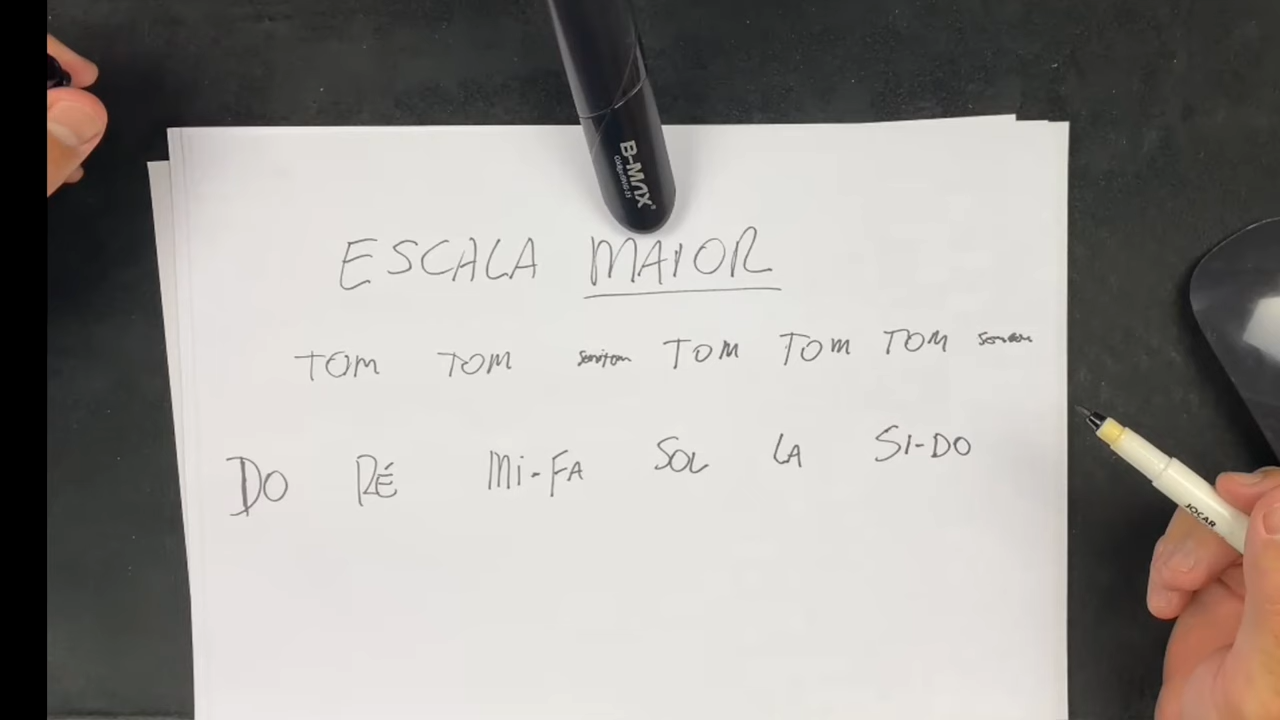 B-MAX
ESCALA MAIOR
TOM TOM Semitom TOM TOM TOM Semitom
DO RÉ Mi-FA SOL LA SI-DO
JOCAR